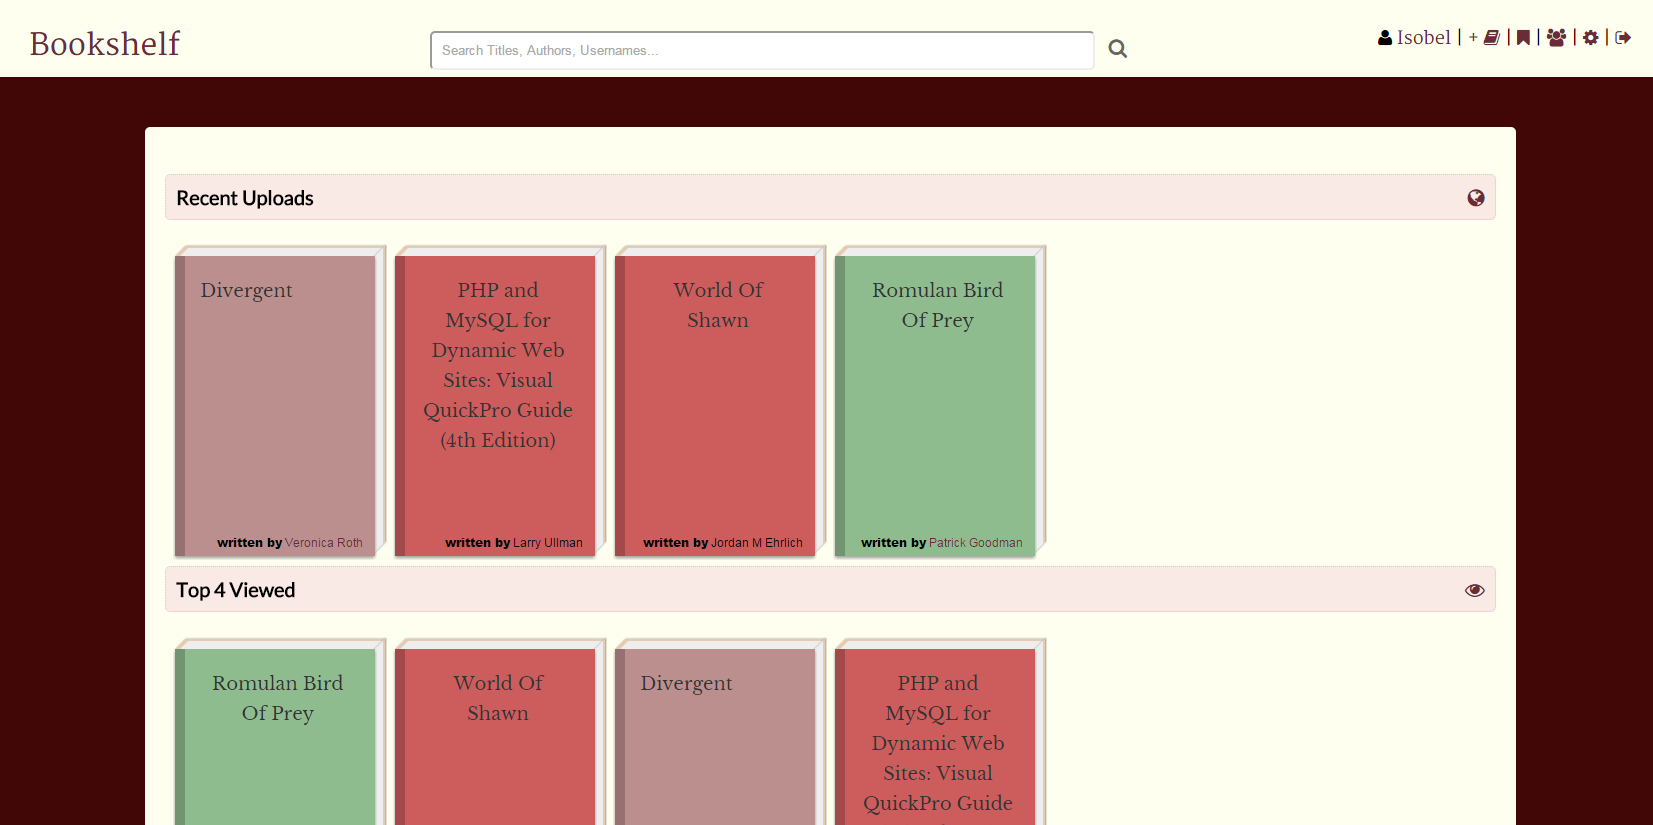 Bookshelf
Search Titles, Authors, Usernames...
Isobel | + | | | | |
Recent Uploads
Divergent
written by Veronica Roth
PHP and
MySQL for
Dynamic Web
Sites: Visual
QuickPro Guide
(4th Edition)
written by Larry Ullman
World Of
Shawn
written by Jordan M Ehrlich
Romulan Bird
Of Prey
written by Patrick Goodman
Top 4 Viewed
Romulan Bird
Of Prey
World Of
Shawn
Divergent
PHP and
MySQL for
Dynamic Web
Sites: Visual
QuickPro Guide